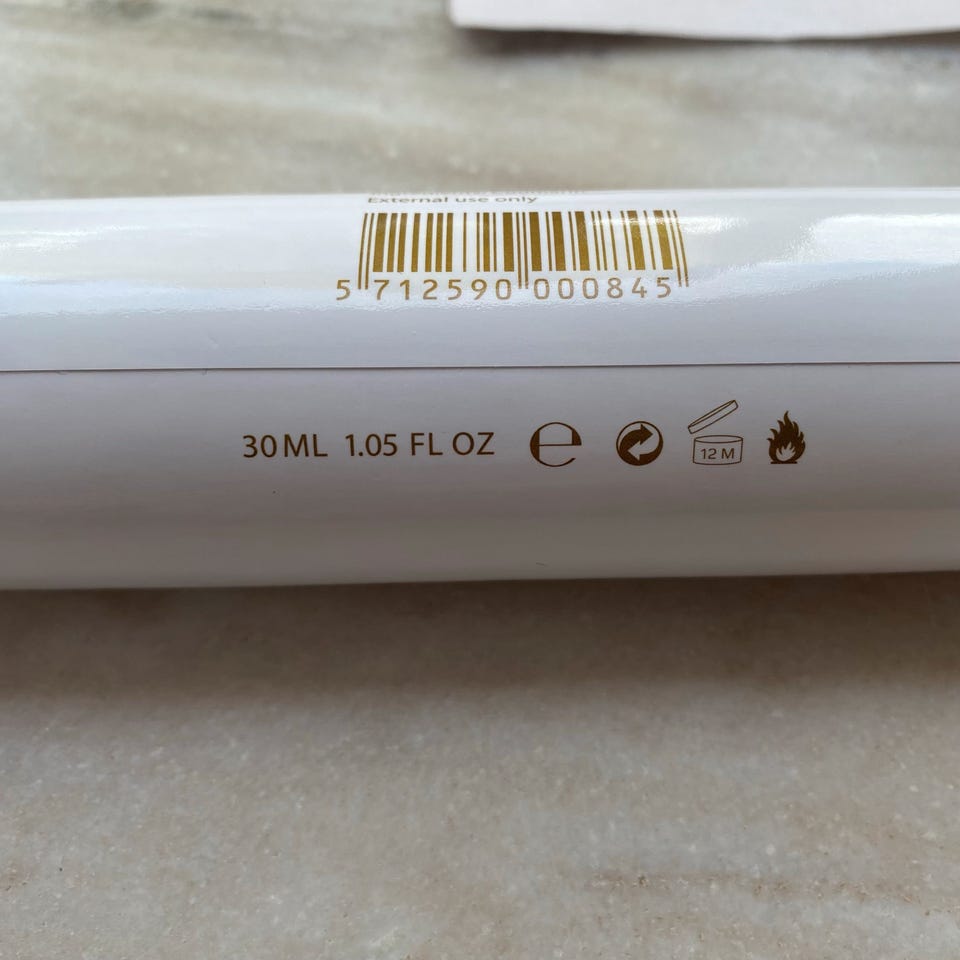 External use only
5 712590 000845
30 ML 1.05 FL OZ e 12 M